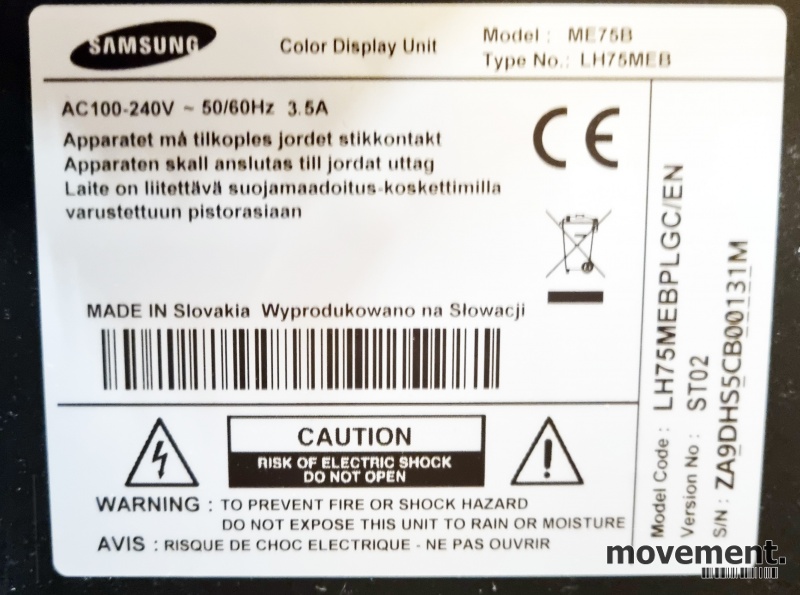 SAMSUNG
Color Display Unit
Model : ME75B
Type No.: LH75MEB
AC100-240V ~ 50/60Hz 3.5A
Apparatet må tilkoples jordet stikkontakt
Apparaten skall anslutas till jordat uttag
Laite on liitettävä suojamaadoitus-koskettimilla
varustettuun pistorasiaan
CE
MADE IN Slovakia Wyprodukowano na Słowacji
CAUTION
RISK OF ELECTRIC SHOCK
DO NOT OPEN
WARNING : TO PREVENT FIRE OR SHOCK HAZARD
DO NOT EXPOSE THIS UNIT TO RAIN OR MOISTURE
AVIS : RISQUE DE CHOC ELECTRIQUE - NE PAS OUVRIR
Model Code : LH75MEBPLGC/EN
Version No : ST02
S/N : ZA9DHS5CB00131M
movement.